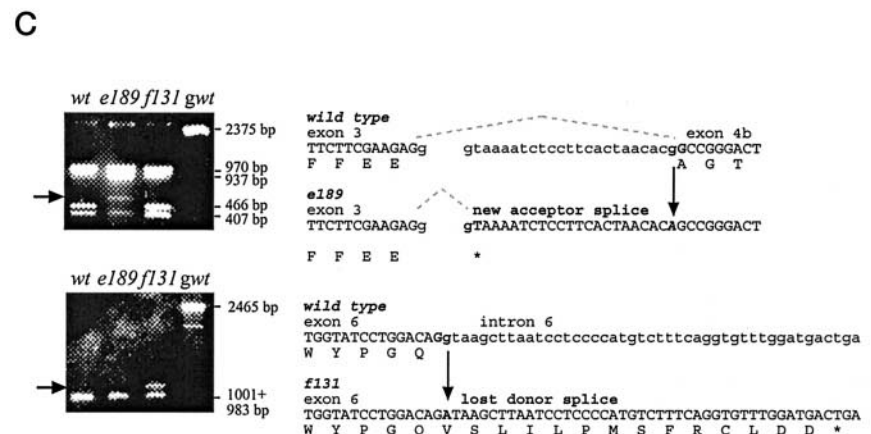 C
wt e189 f131 gwt
2375 bp
970 bp
937 bp
466 bp
407 bp
wild type
exon 3 exon 4b
TTCTTCGAAGAGg gtaaaatctccttcactaacacgGCCGGGACT
F F E E A G T
e189
exon 3 new acceptor splice
TTCTTCGAAGAGg gTAAAATCTCCTTCACTAACACAGCCGGGACT
F F E E *
wt e189 f131 gwt
2465 bp
1001+
983 bp
wild type
exon 6 intron 6
TGGTATCCTGGACAGgtaagcttaatcctccccatgtctttcaggtgtttggatgactga
W Y P G Q
f131
exon 6 lost donor splice
TGGTATCCTGGACAGATAAGCTTAATCCTCCCCATGTCTTTCAGGTGTTTGGATGACTGA
W Y P G Q V S L I L P M S F R C L D D *